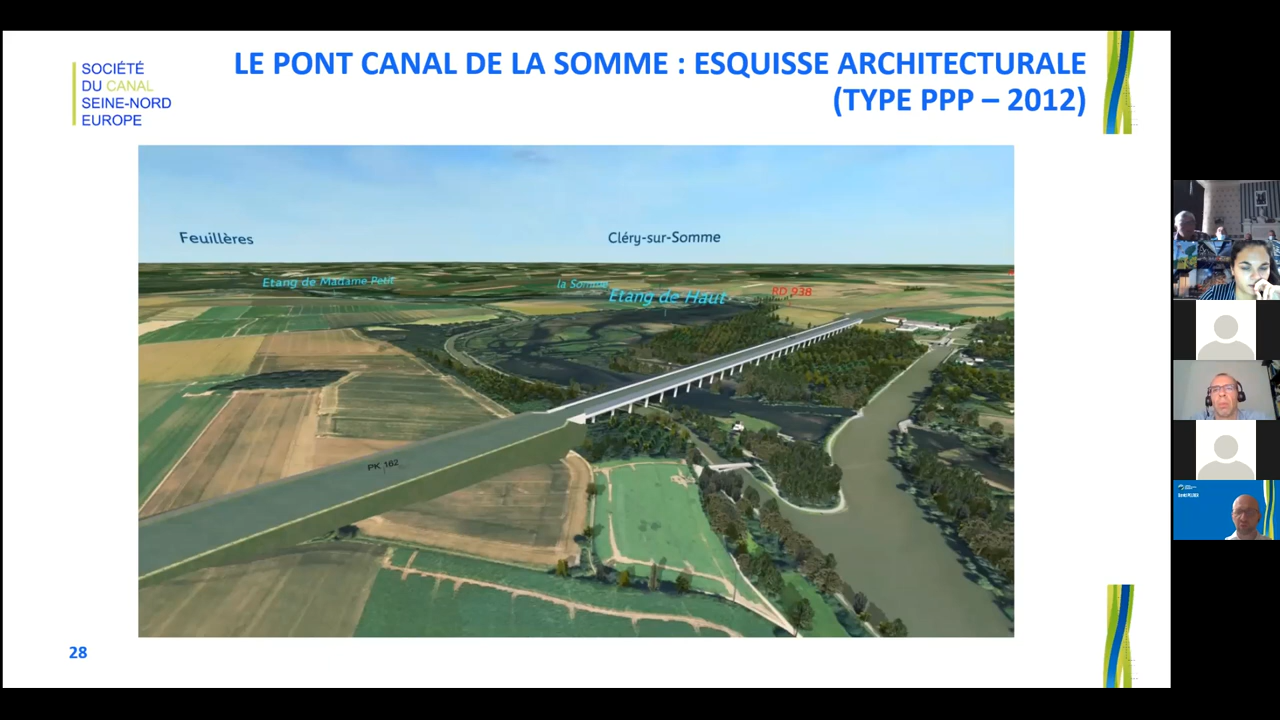 SOCIÉTÉ
DU CANAL
SEINE-NORD
EUROPE
LE PONT CANAL DE LA SOMME : ESQUISSE ARCHITECTURALE
(TYPE PPP – 2012)
Feuillères
Cléry-sur-Somme
Etang de Madame Petit
la Somme
Etang de Haut
RD 938
PK 162
28